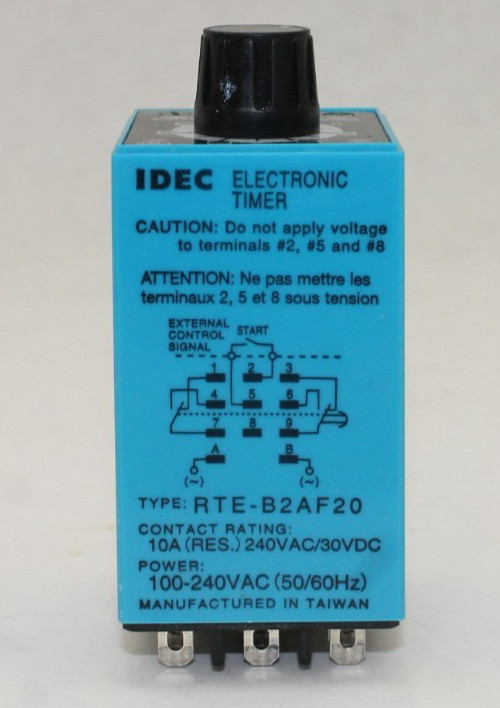 IDEC ELECTRONIC
TIMER
CAUTION: Do not apply voltage
to terminals #2, #5 and #8
ATTENTION: Ne pas mettre les
terminaux 2, 5 et 8 sous tension
EXTERNAL
CONTROL
SIGNAL
START
1 2 3
4 5 6
7 8 9
A B
(~) (~)
TYPE: RTE-B2AF20
CONTACT RATING:
10A (RES.) 240VAC/30VDC
POWER:
100-240VAC (50/60Hz)
MANUFACTURED IN TAIWAN